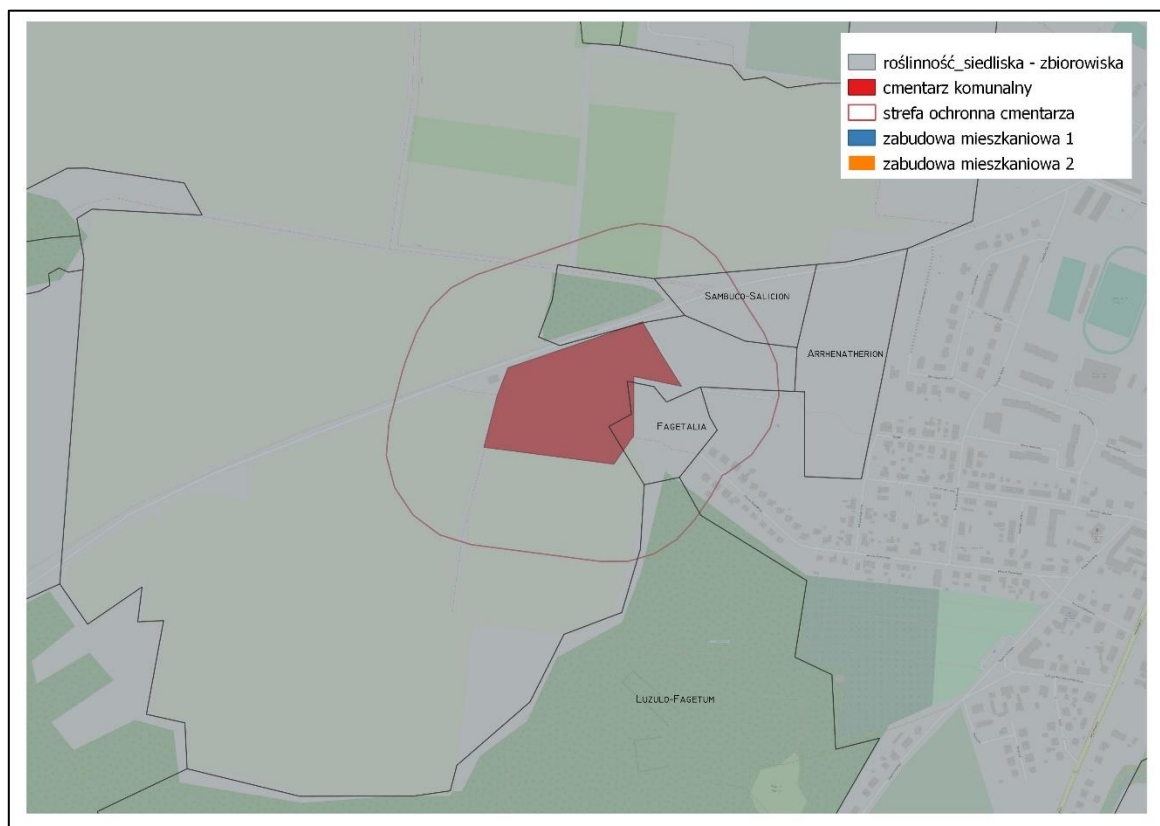 roślinność_siedliska - zbiorowiska
cmentarz komunalny
strefa ochronna cmentarza
zabudowa mieszkaniowa 1
zabudowa mieszkaniowa 2
SAMBUCO-SALICION
ARRHENATHERION
FAGETALIA
LUZULO-FAGETUM